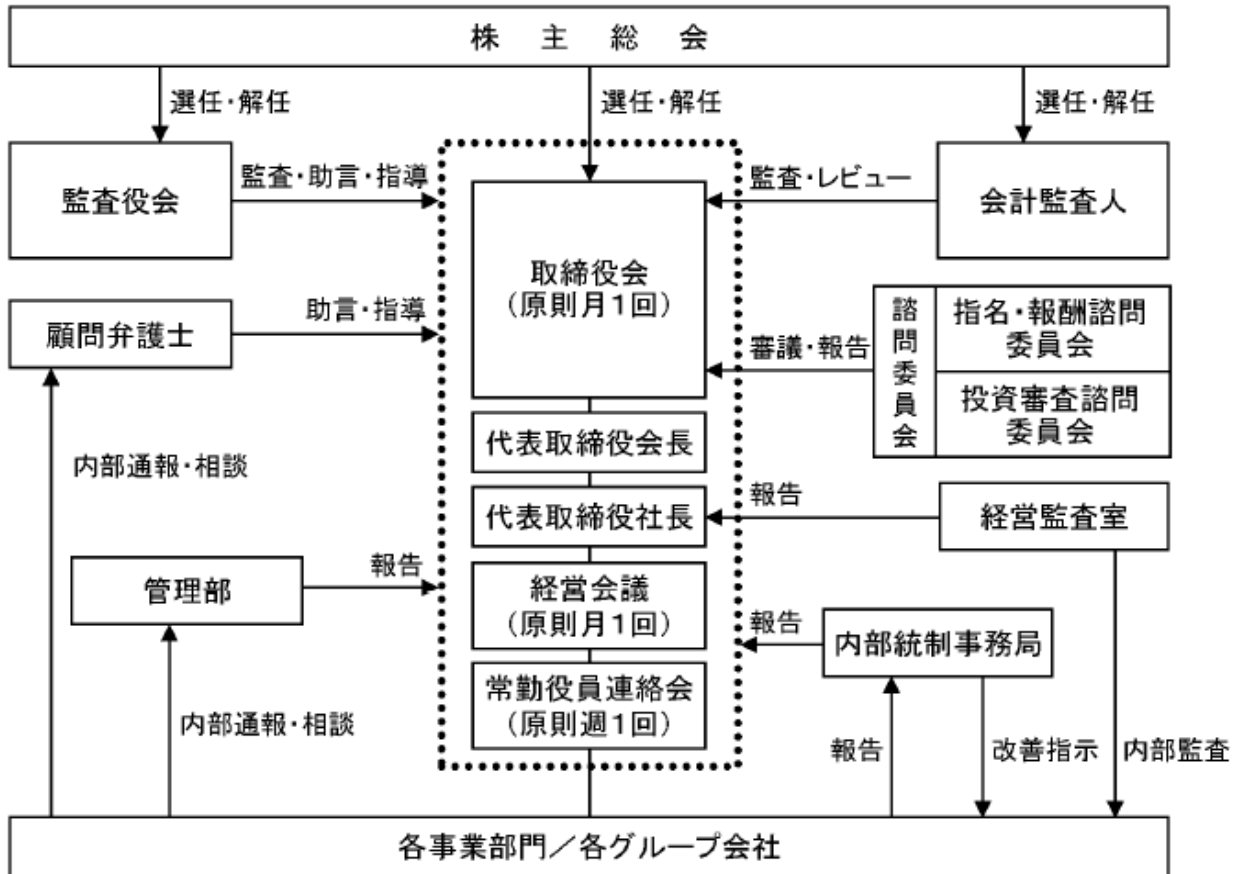 株主総会
選任・解任
選任・解任
選任・解任
監査役会
監査・助言・指導
監査・レビュー
会計監査人
取締役会
（原則月1回）
顧問弁護士
助言・指導
審議・報告
諮問委員会
指名・報酬諮問
委員会
投資審査諮問
委員会
代表取締役会長
内部通報・相談
代表取締役社長
報告
経営監査室
管理部
報告
経営会議
（原則月1回）
報告
内部統制事務局
常勤役員連絡会
（原則週1回）
内部通報・相談
報告
改善指示
内部監査
各事業部門／各グループ会社